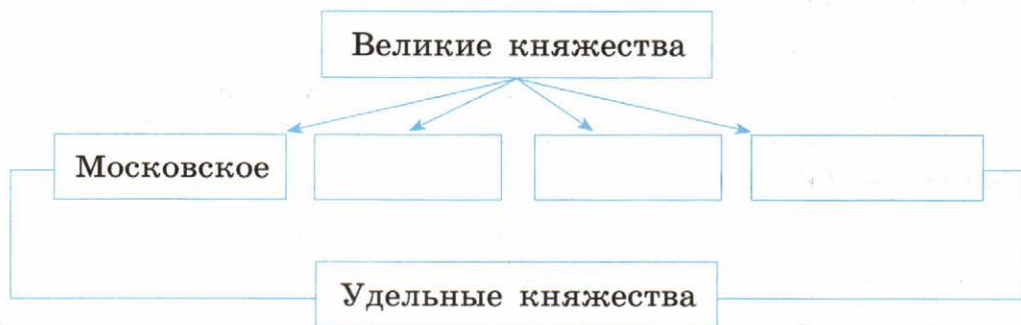 Великие княжества
Московское
Удельные княжества